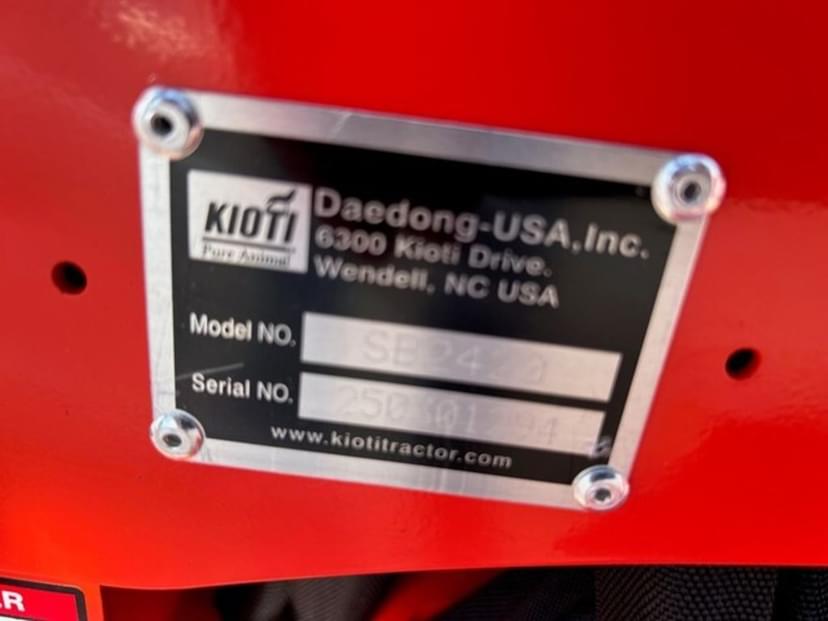 KIOTI
Pure Animal
Daedong-USA,Inc.
6300 Kioti Drive.
Wendell, NC USA
Model NO.
Serial NO.
www.kiotitractor.com